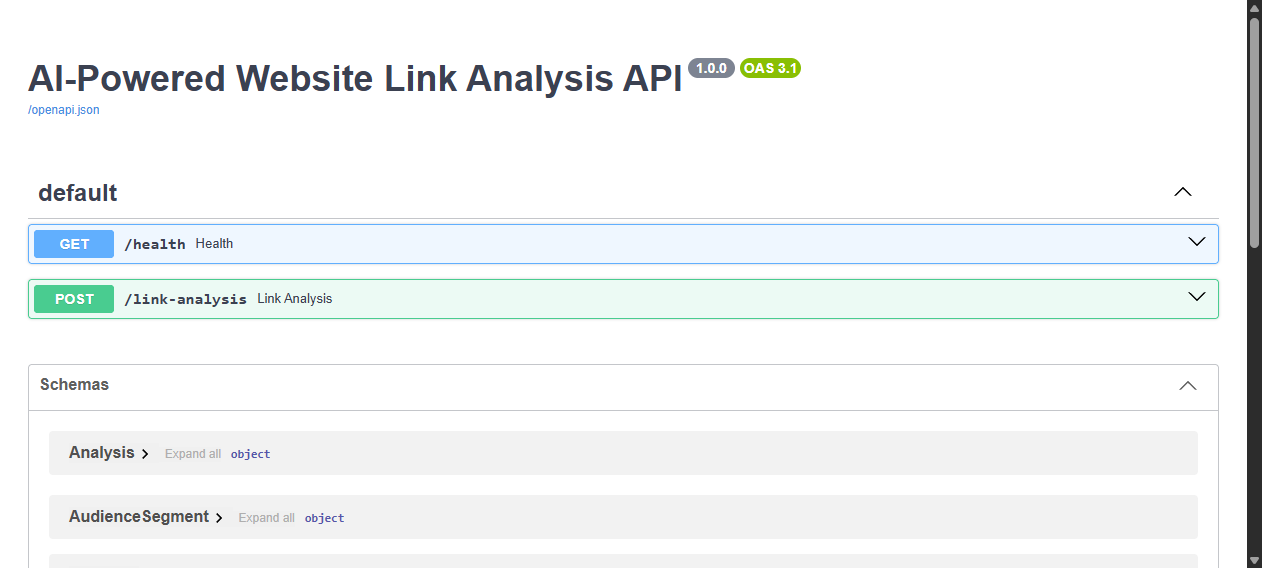 AI-Powered Website Link Analysis API 1.0.0 OAS 3.1
/openapi.json
default
GET /health Health
POST /link-analysis Link Analysis
Schemas
Analysis Expand all object
AudienceSegment Expand all object